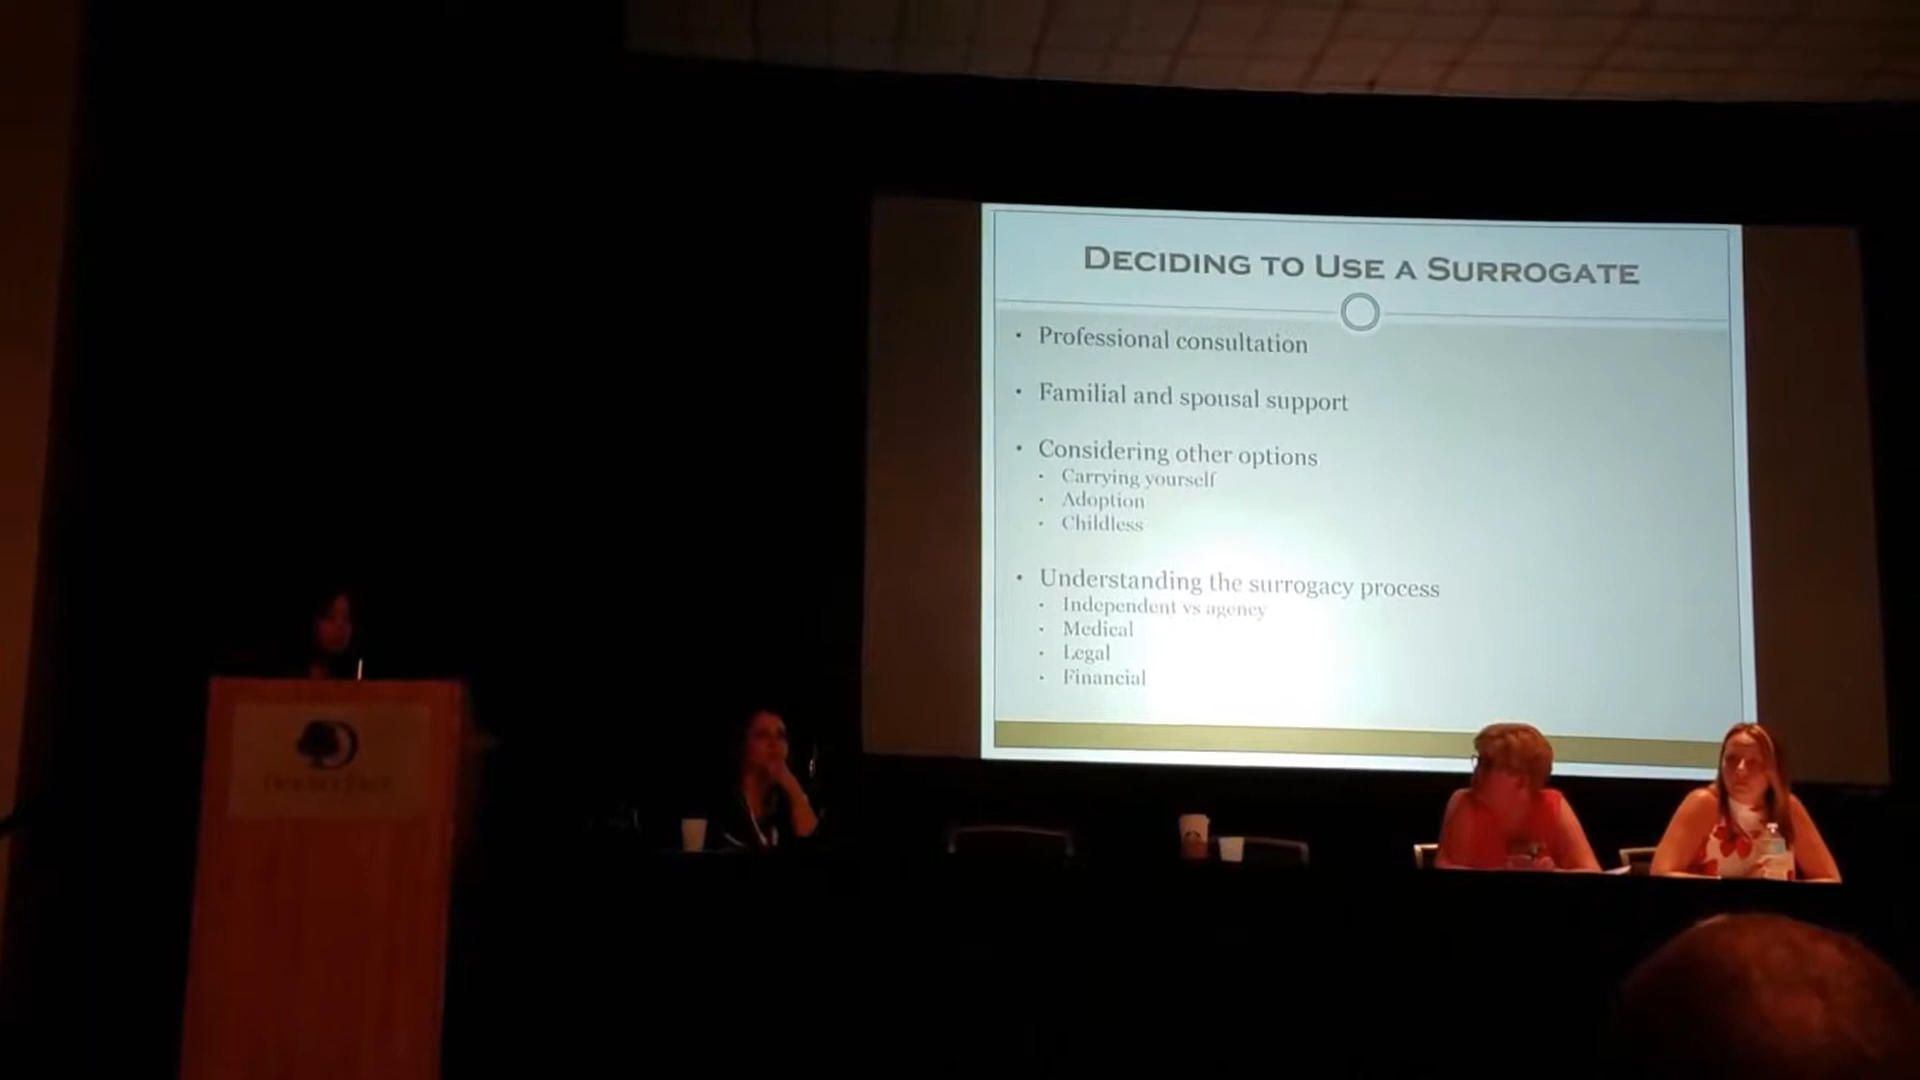 DECIDING TO USE A SURROGATE
• Professional consultation
• Familial and spousal support
• Considering other options
• Carrying yourself
• Adoption
• Childless
• Understanding the surrogacy process
• Independent vs agency
• Medical
• Legal
• Financial